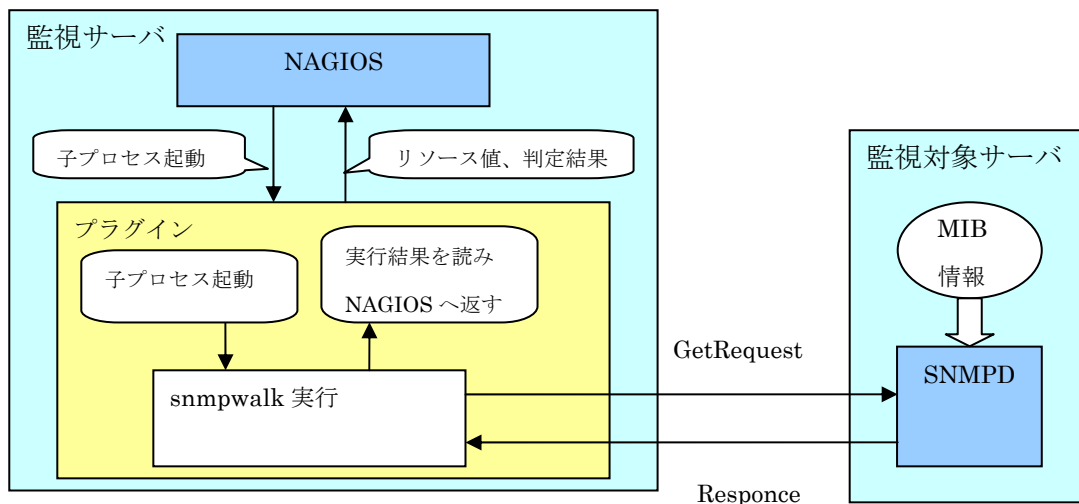 監視サーバ
NAGIOS
子プロセス起動
リソース値、判定結果
プラグイン
子プロセス起動
実行結果を読み
NAGIOS へ返す
snmpwalk 実行
GetRequest
Responce
監視対象サーバ
MIB
情報
SNMPD